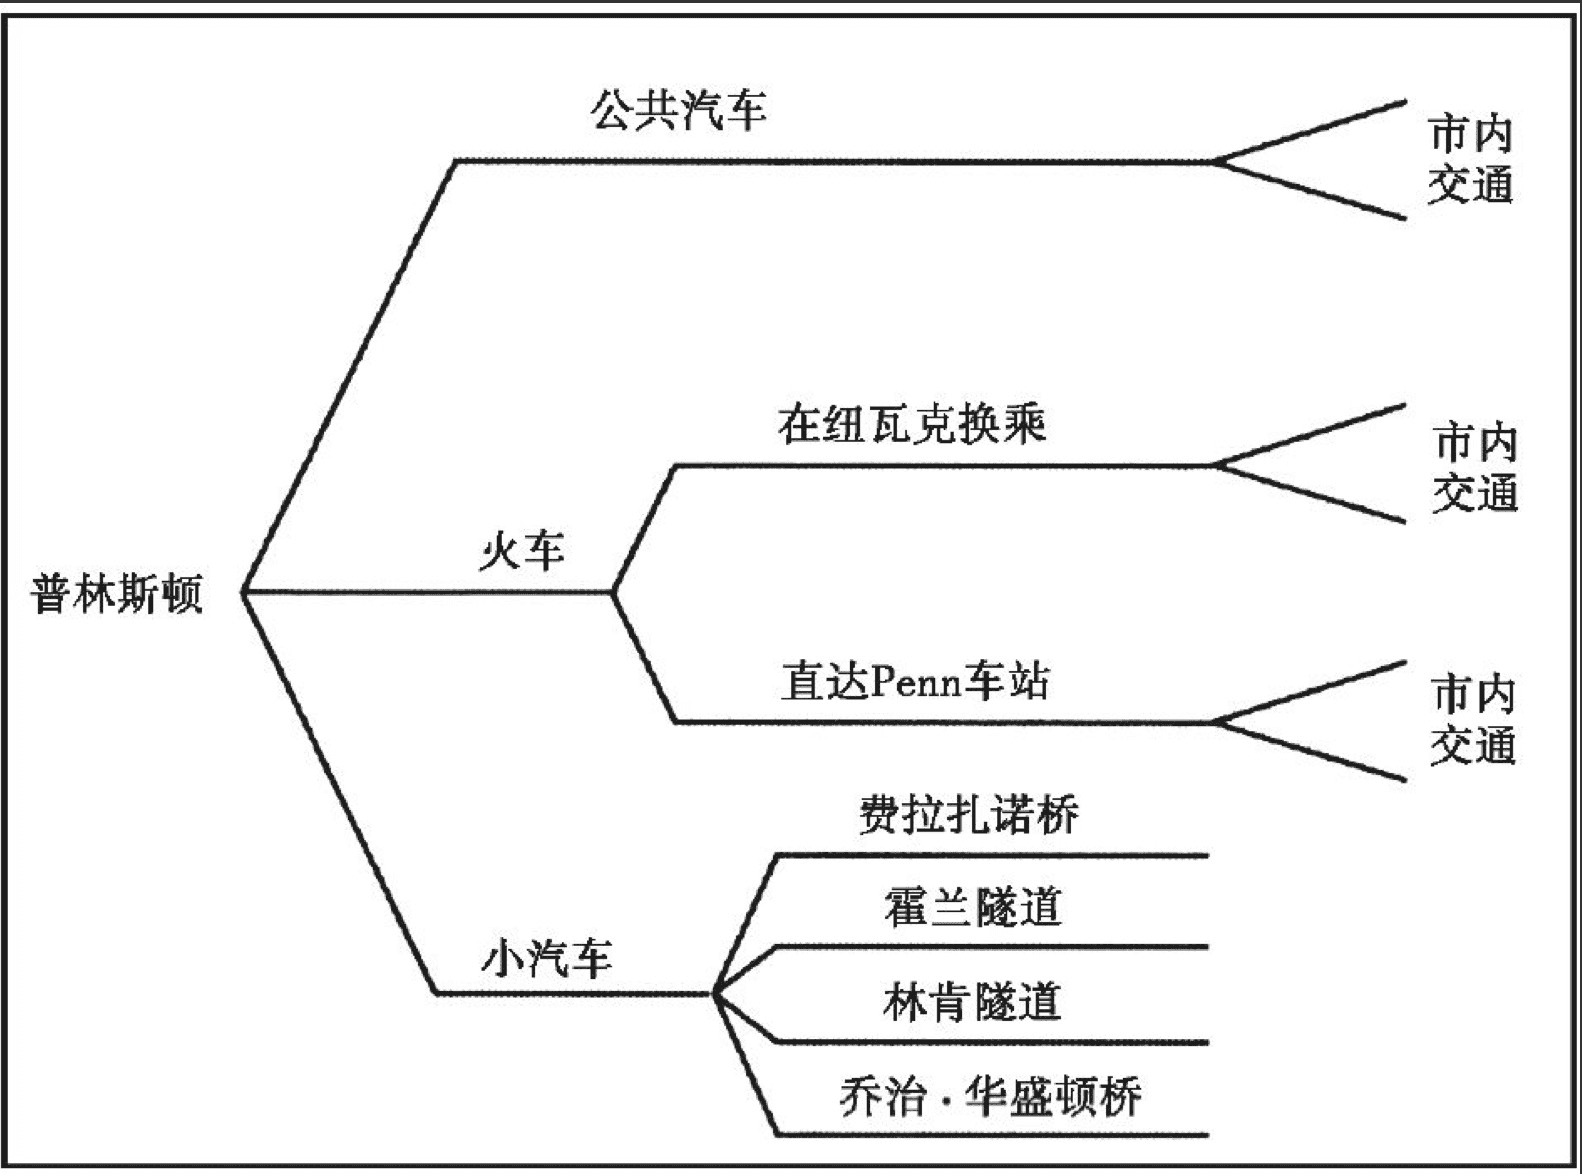 公共汽车
市内
交通
在纽瓦克换乘
市内
交通
火车
普林斯顿
直达Penn车站
市内
交通
费拉扎诺桥
霍兰隧道
小汽车
林肯隧道
乔治·华盛顿桥